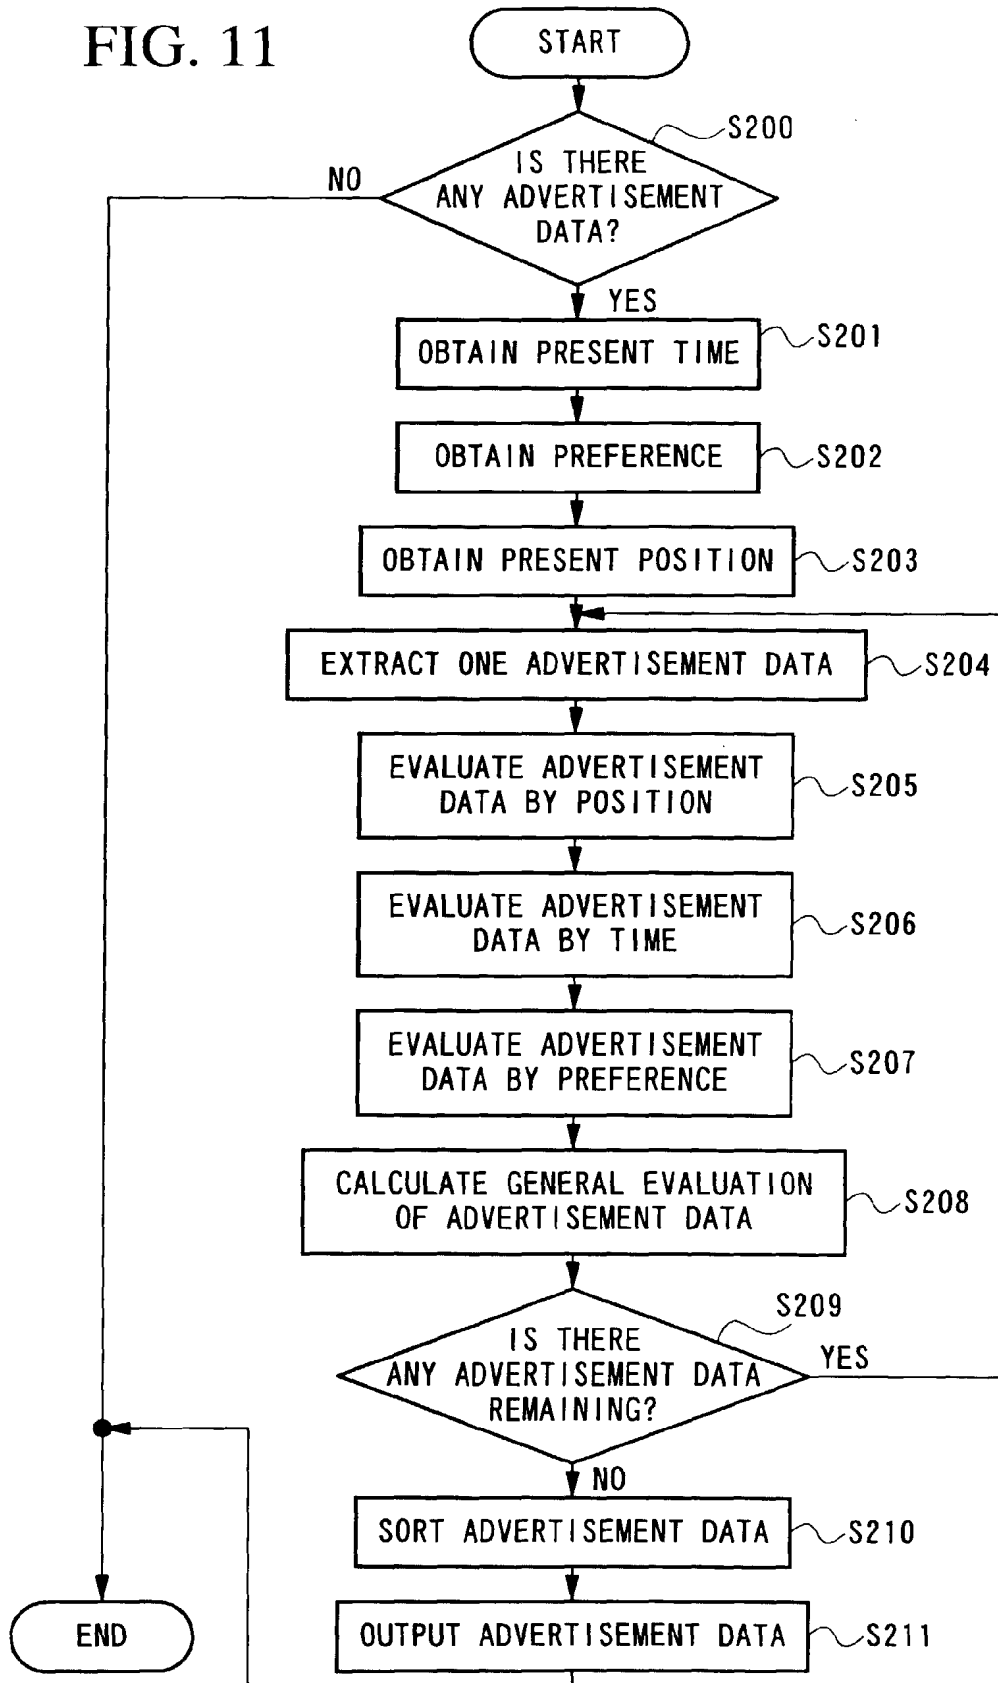 FIG. 11
START
S200
IS THERE
ANY ADVERTISEMENT
DATA?
NO
YES
OBTAIN PRESENT TIME
S201
OBTAIN PREFERENCE
S202
OBTAIN PRESENT POSITION
S203
EXTRACT ONE ADVERTISEMENT DATA
S204
EVALUATE ADVERTISEMENT
DATA BY POSITION
S205
EVALUATE ADVERTISEMENT
DATA BY TIME
S206
EVALUATE ADVERTISEMENT
DATA BY PREFERENCE
S207
CALCULATE GENERAL EVALUATION
OF ADVERTISEMENT DATA
S208
S209
IS THERE
ANY ADVERTISEMENT DATA
REMAINING?
YES
NO
SORT ADVERTISEMENT DATA
S210
END
OUTPUT ADVERTISEMENT DATA
S211